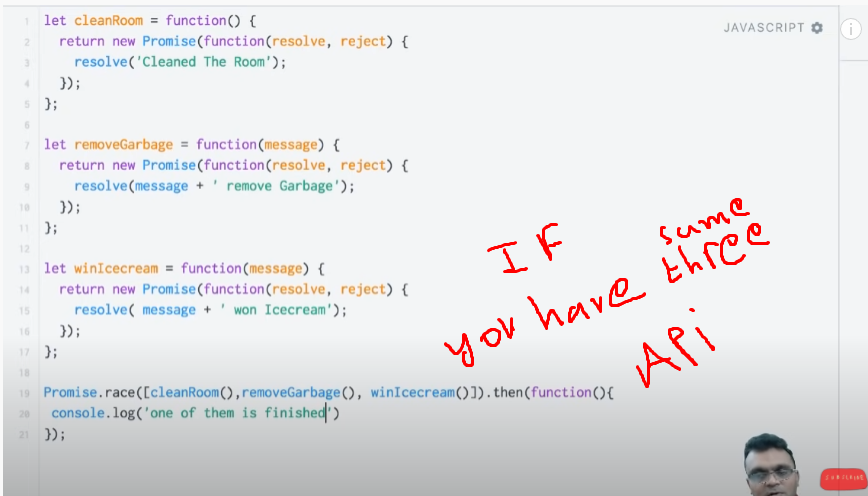 JAVASCRIPT
1 let cleanRoom = function() {
2 return new Promise(function(resolve, reject) {
3 resolve('Cleaned The Room');
4 });
5 };
6
7 let removeGarbage = function(message) {
8 return new Promise(function(resolve, reject) {
9 resolve(message + ' remove Garbage');
10 });
11 };
12
13 let winIcecream = function(message) {
14 return new Promise(function(resolve, reject) {
15 resolve( message + ' won Icecream');
16 });
17 };
18
19 Promise.race([cleanRoom(),removeGarbage(), winIcecream()]).then(function(){
20 console.log('one of them is finished')
21 });
IF
you have same three
Api
SUBSCRIBE